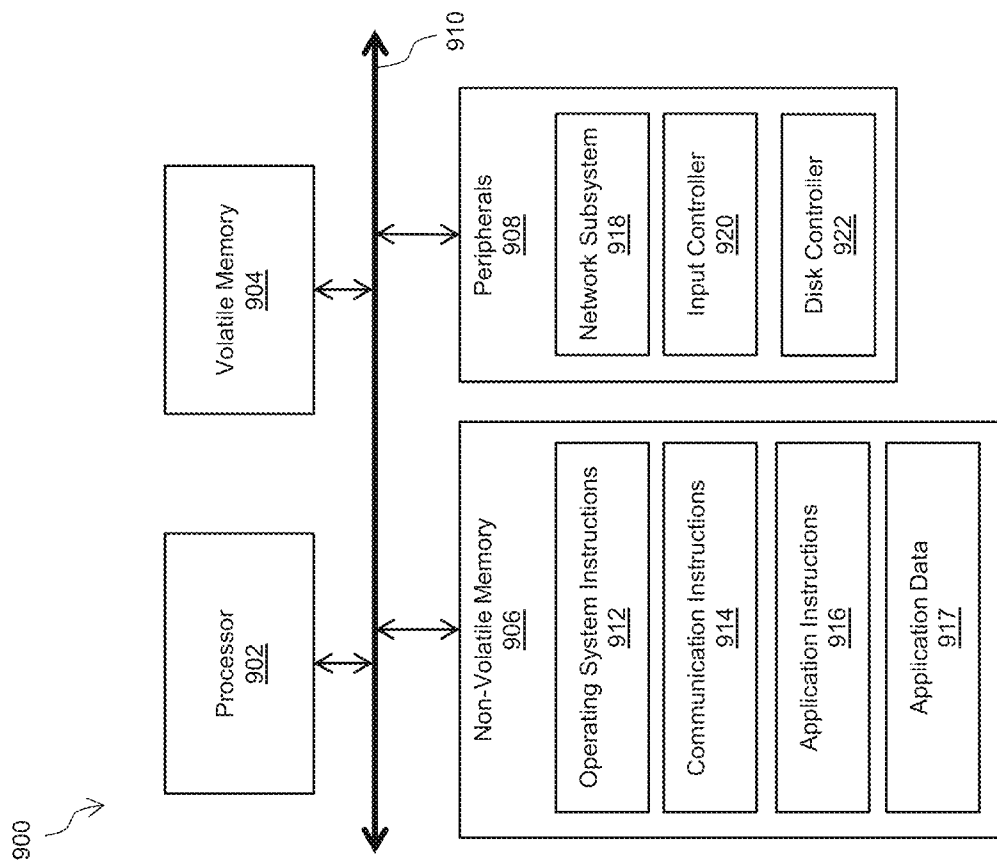 900
Processor
902
Volatile Memory
904
910
Non-Volatile Memory
906
Operating System Instructions
912
Communication Instructions
914
Application Instructions
916
Application Data
917
Peripherals
908
Network Subsystem
918
Input Controller
920
Disk Controller
922